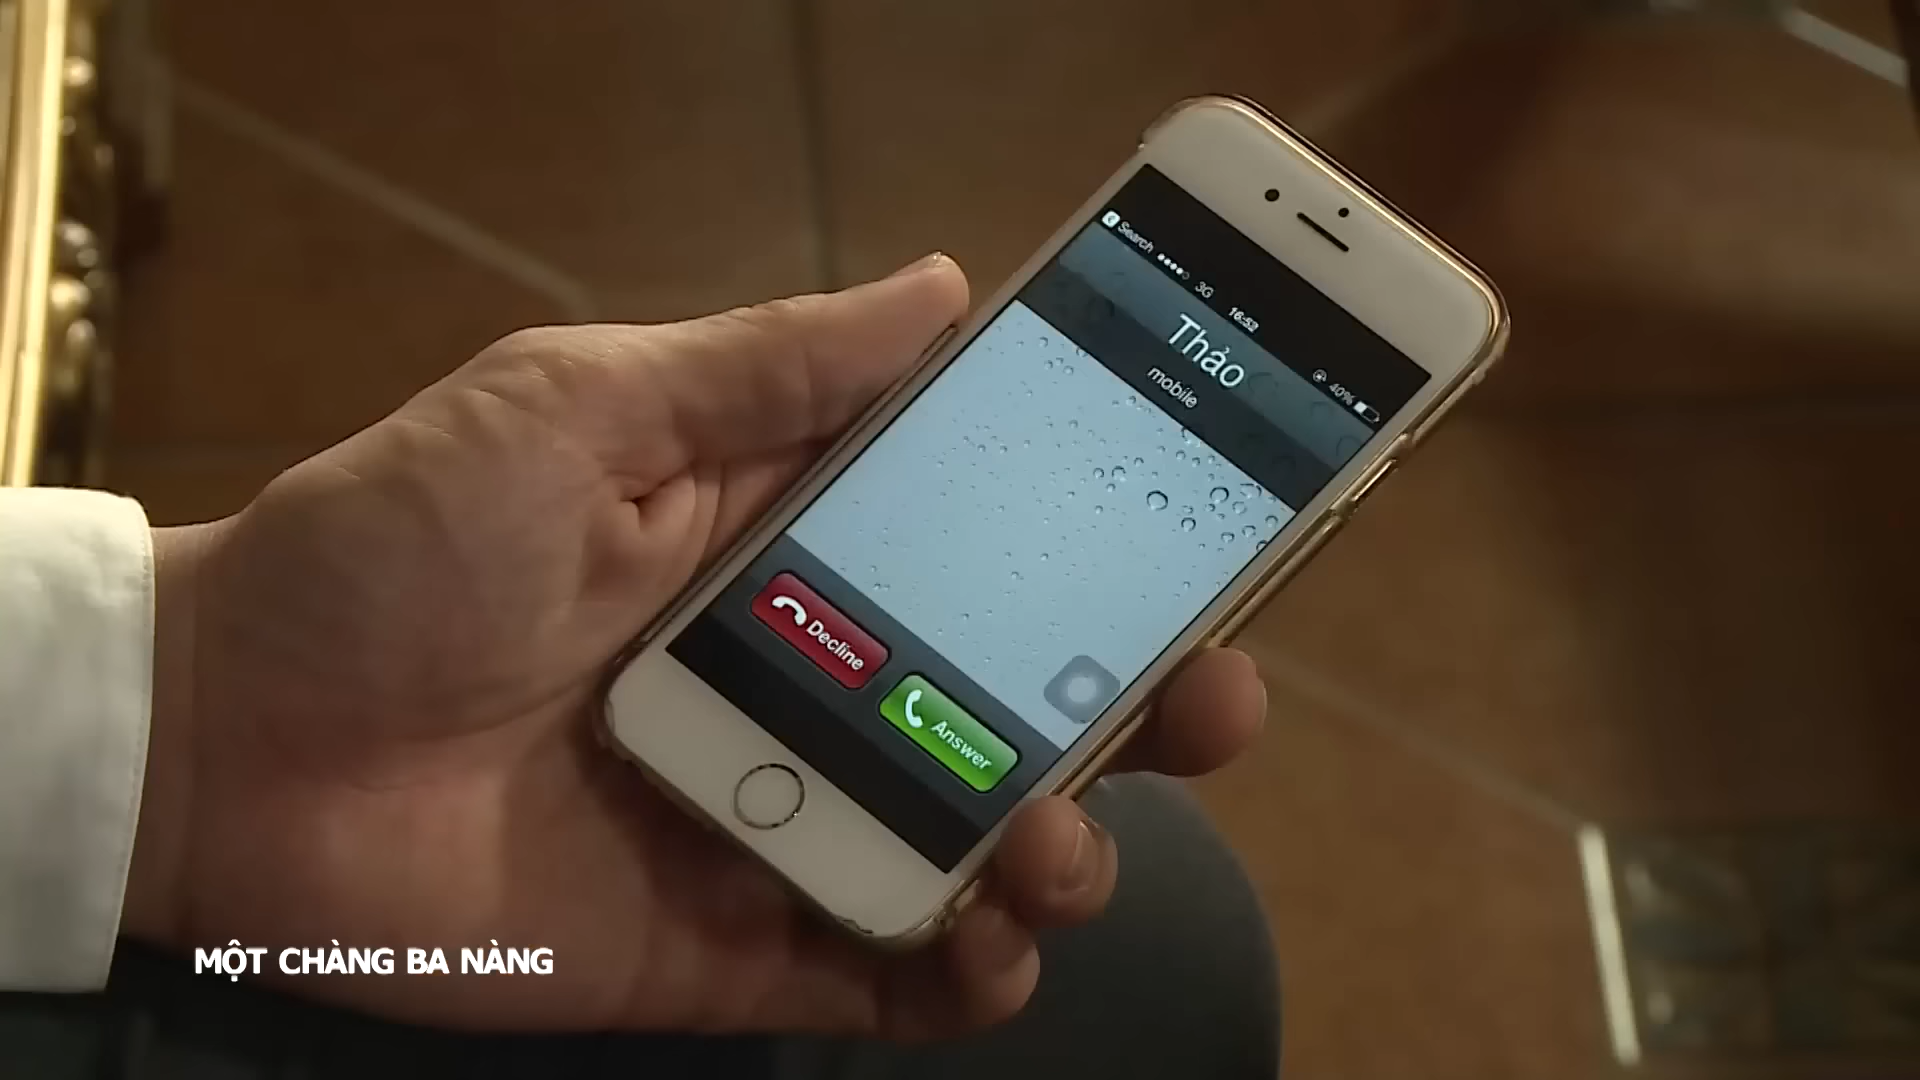 Search 3G 16:52 40%
Thảo
mobile
Decline
Answer
MỘT CHÀNG BA NÀNG